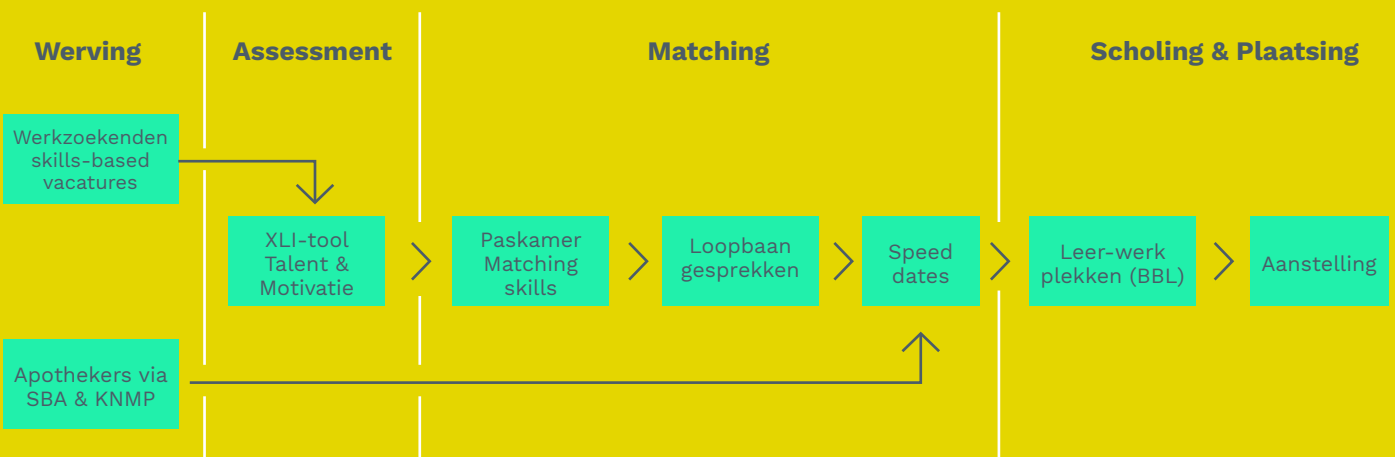 Werving
Assessment
Matching
Scholing & Plaatsing
Werkzoekenden
skills-based
vacatures
XLI-tool
Talent &
Motivatie
Paskamer
Matching
skills
Loopbaan
gesprekken
Speed
dates
Leer-werk
plekken (BBL)
Aanstelling
Apothekers via
SBA & KNMP